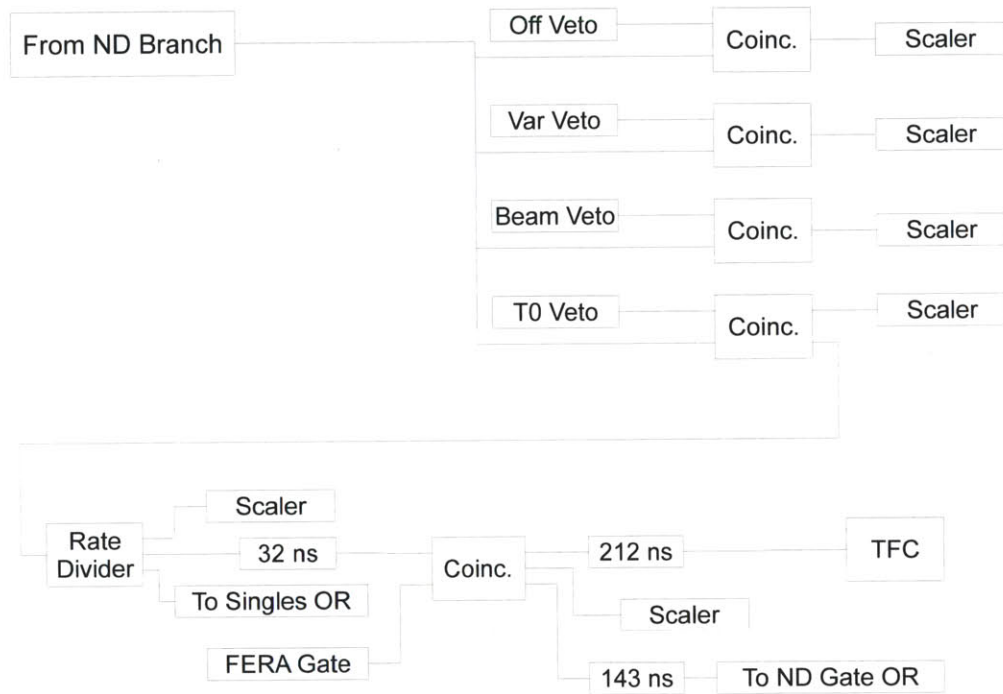 From ND Branch
Off Veto
Coinc.
Scaler
Var Veto
Coinc.
Scaler
Beam Veto
Coinc.
Scaler
T0 Veto
Coinc.
Scaler
Rate
Divider
Scaler
32 ns
To Singles OR
FERA Gate
Coinc.
212 ns
TFC
Scaler
143 ns
To ND Gate OR